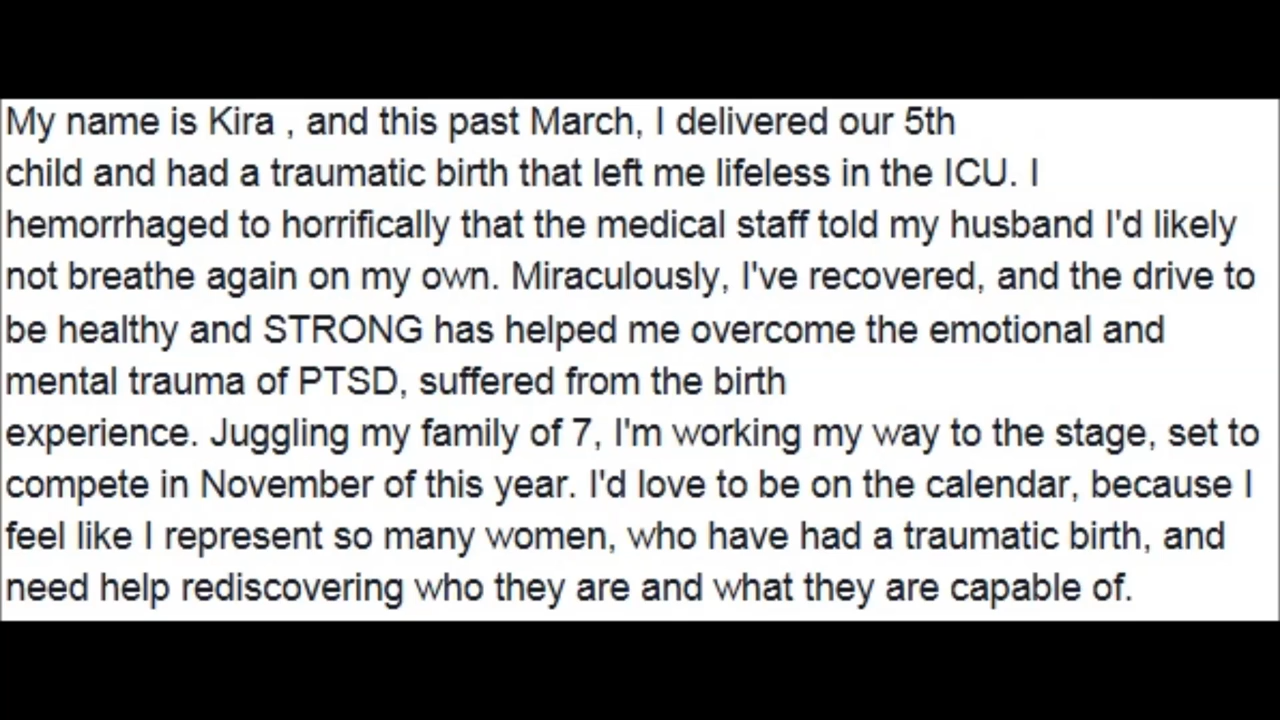 My name is Kira , and this past March, I delivered our 5th
child and had a traumatic birth that left me lifeless in the ICU. I
hemorrhaged to horrifically that the medical staff told my husband I'd likely
not breathe again on my own. Miraculously, I've recovered, and the drive to
be healthy and STRONG has helped me overcome the emotional and
mental trauma of PTSD, suffered from the birth
experience. Juggling my family of 7, I'm working my way to the stage, set to
compete in November of this year. I'd love to be on the calendar, because I
feel like I represent so many women, who have had a traumatic birth, and
need help rediscovering who they are and what they are capable of.